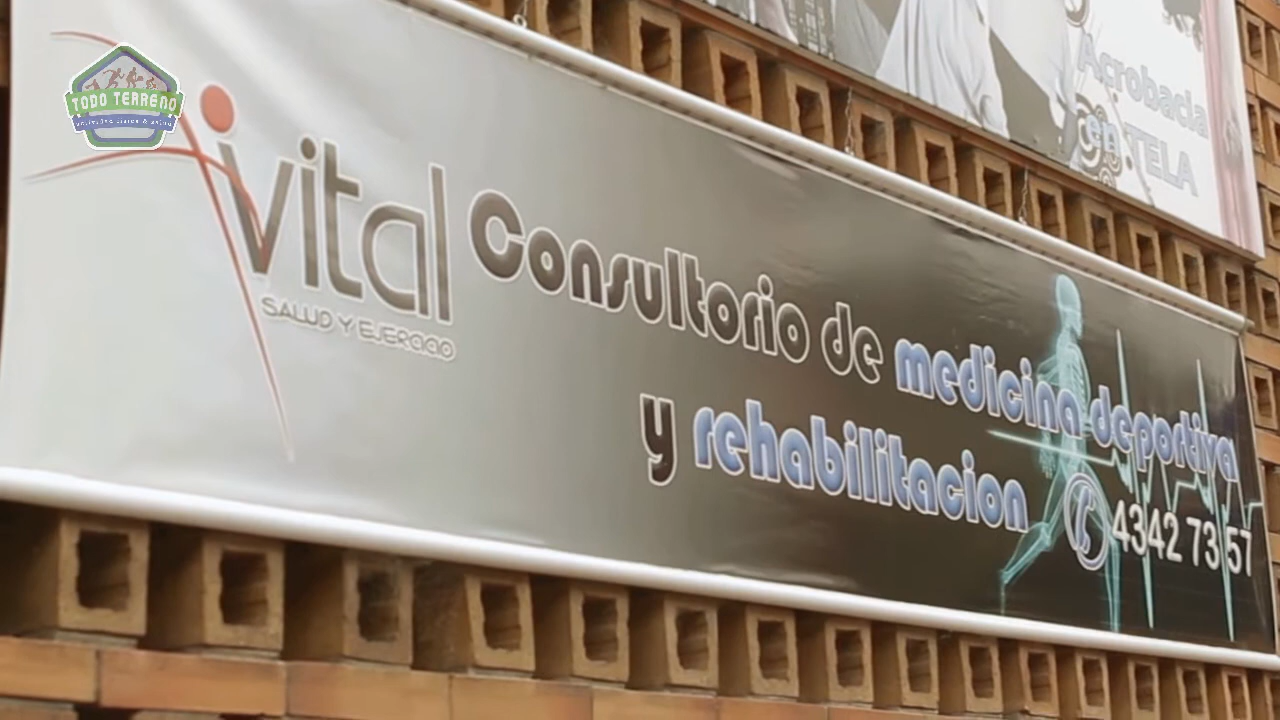 TODO TERRENO
vital
SALUD Y EJERCICIO
Consultorio de medicina deportiva
y rehabilitacion
4342 73 57
Acrobacia
en TELA